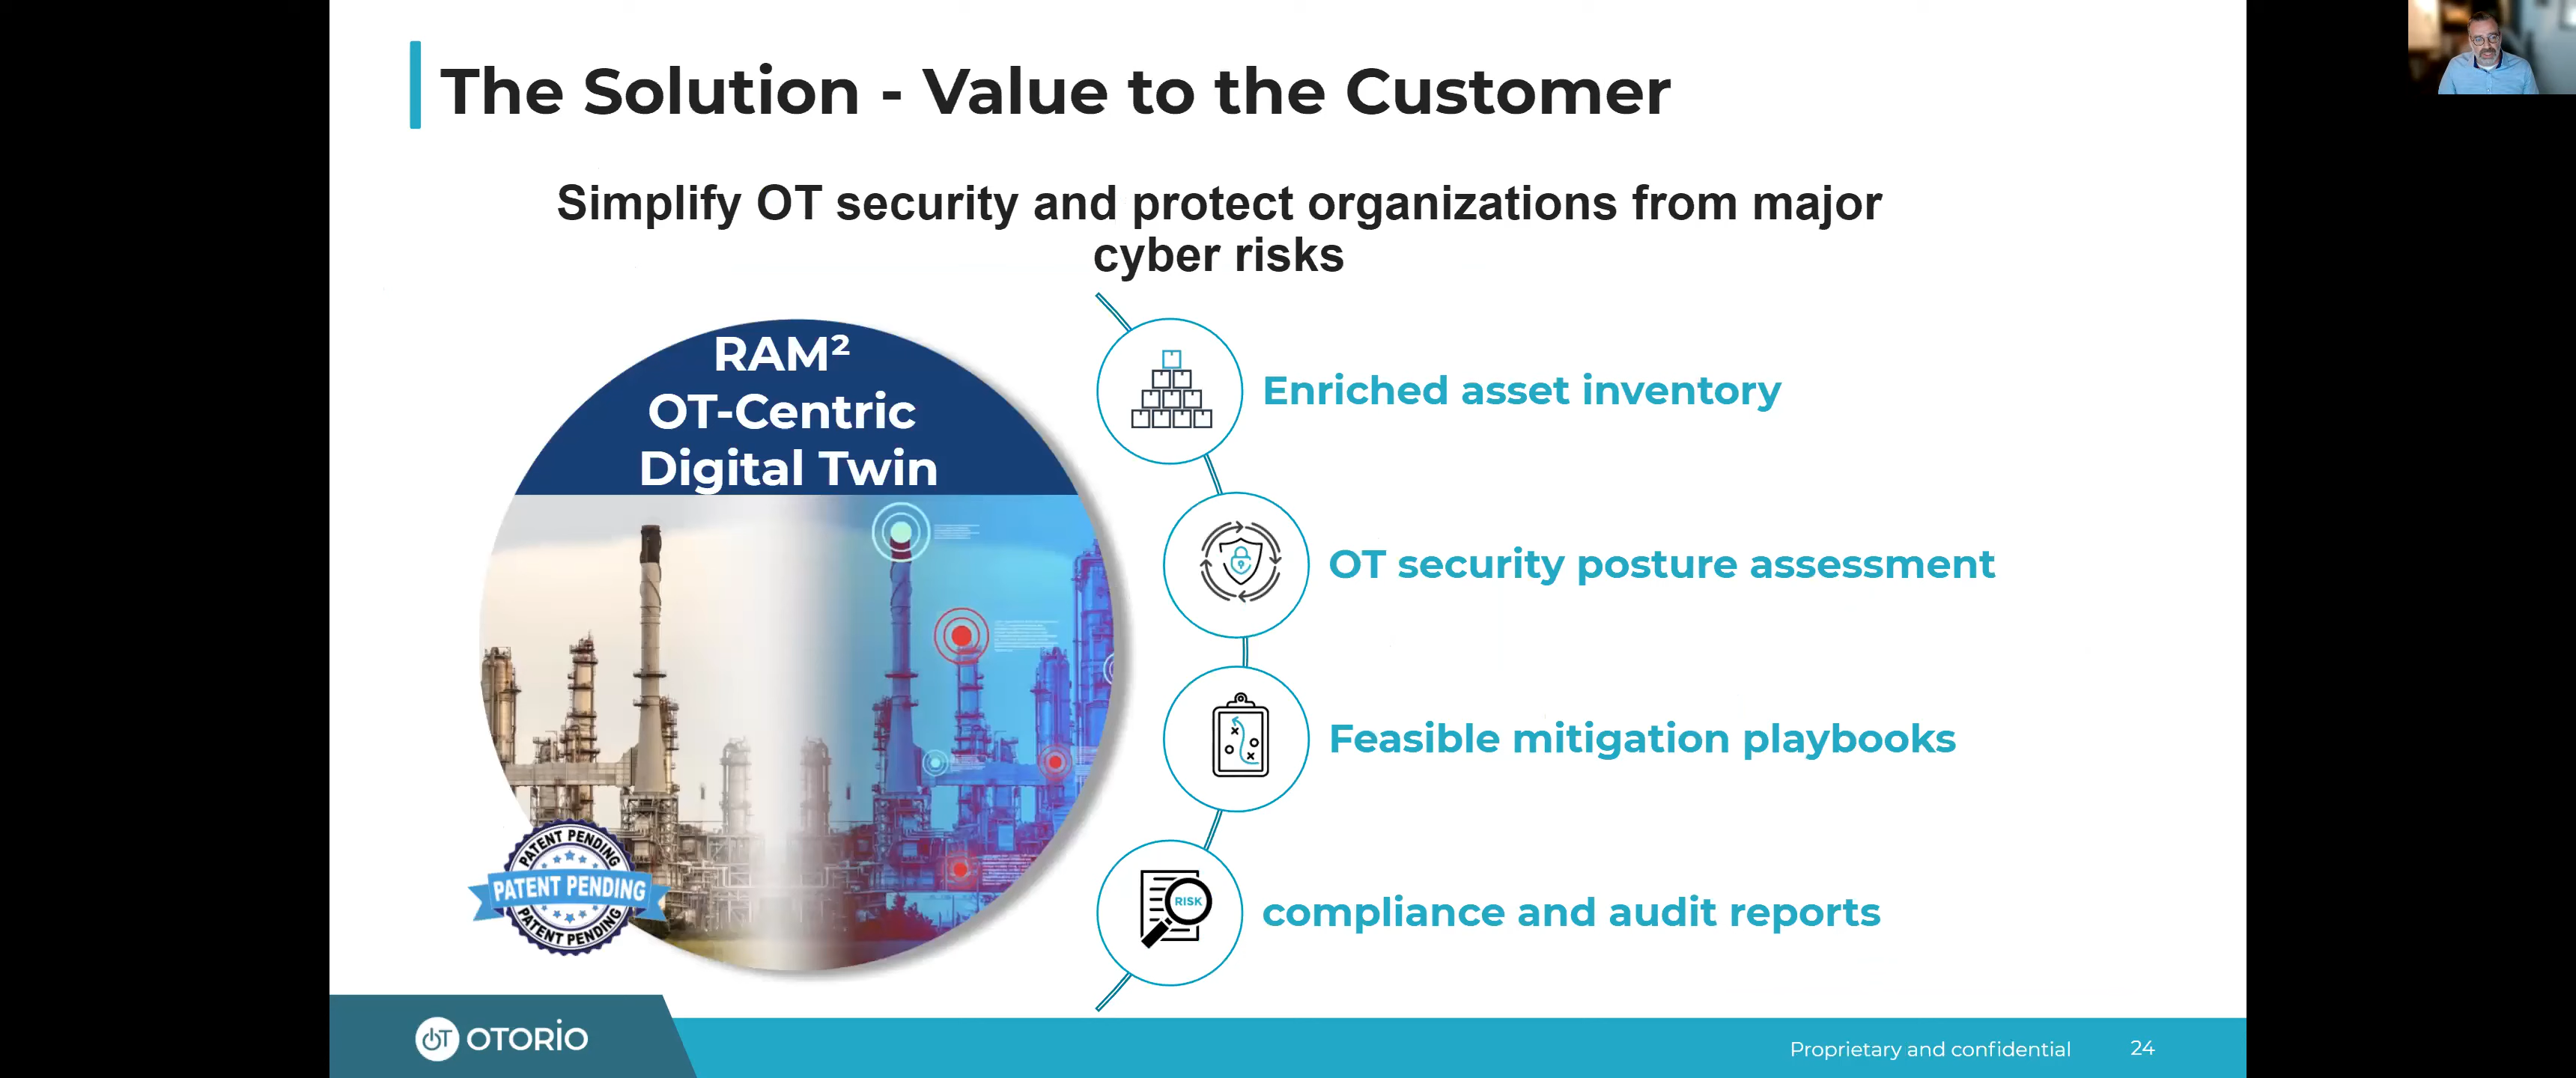 The Solution - Value to the Customer
Simplify OT security and protect organizations from major
cyber risks
RAM²
OT-Centric
Digital Twin
Enriched asset inventory
OT security posture assessment
Feasible mitigation playbooks
RISK
compliance and audit reports
PATENT PENDING
PATENT PENDING
PATENT PENDING
OT OTORiO
Proprietary and confidential
24